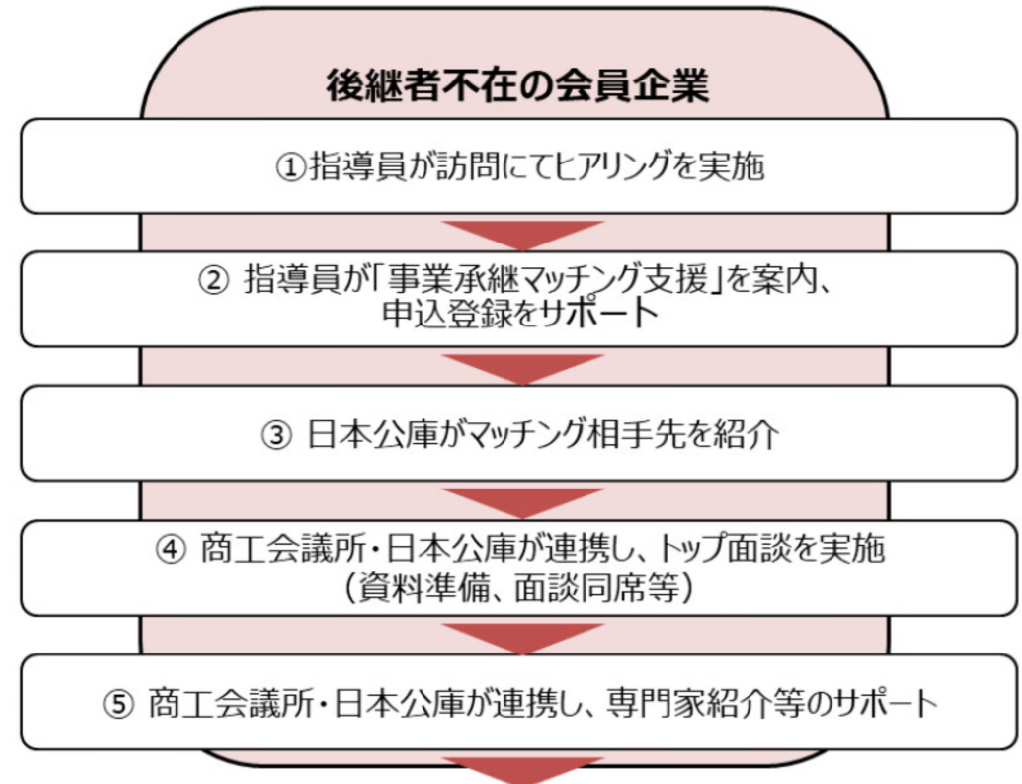 後継者不在の会員企業
①指導員が訪問にてヒアリングを実施
② 指導員が「事業承継マッチング支援」を案内、
申込登録をサポート
③ 日本公庫がマッチング相手先を紹介
④ 商工会議所・日本公庫が連携し、トップ面談を実施
（資料準備、面談同席等）
⑤ 商工会議所・日本公庫が連携し、専門家紹介等のサポート